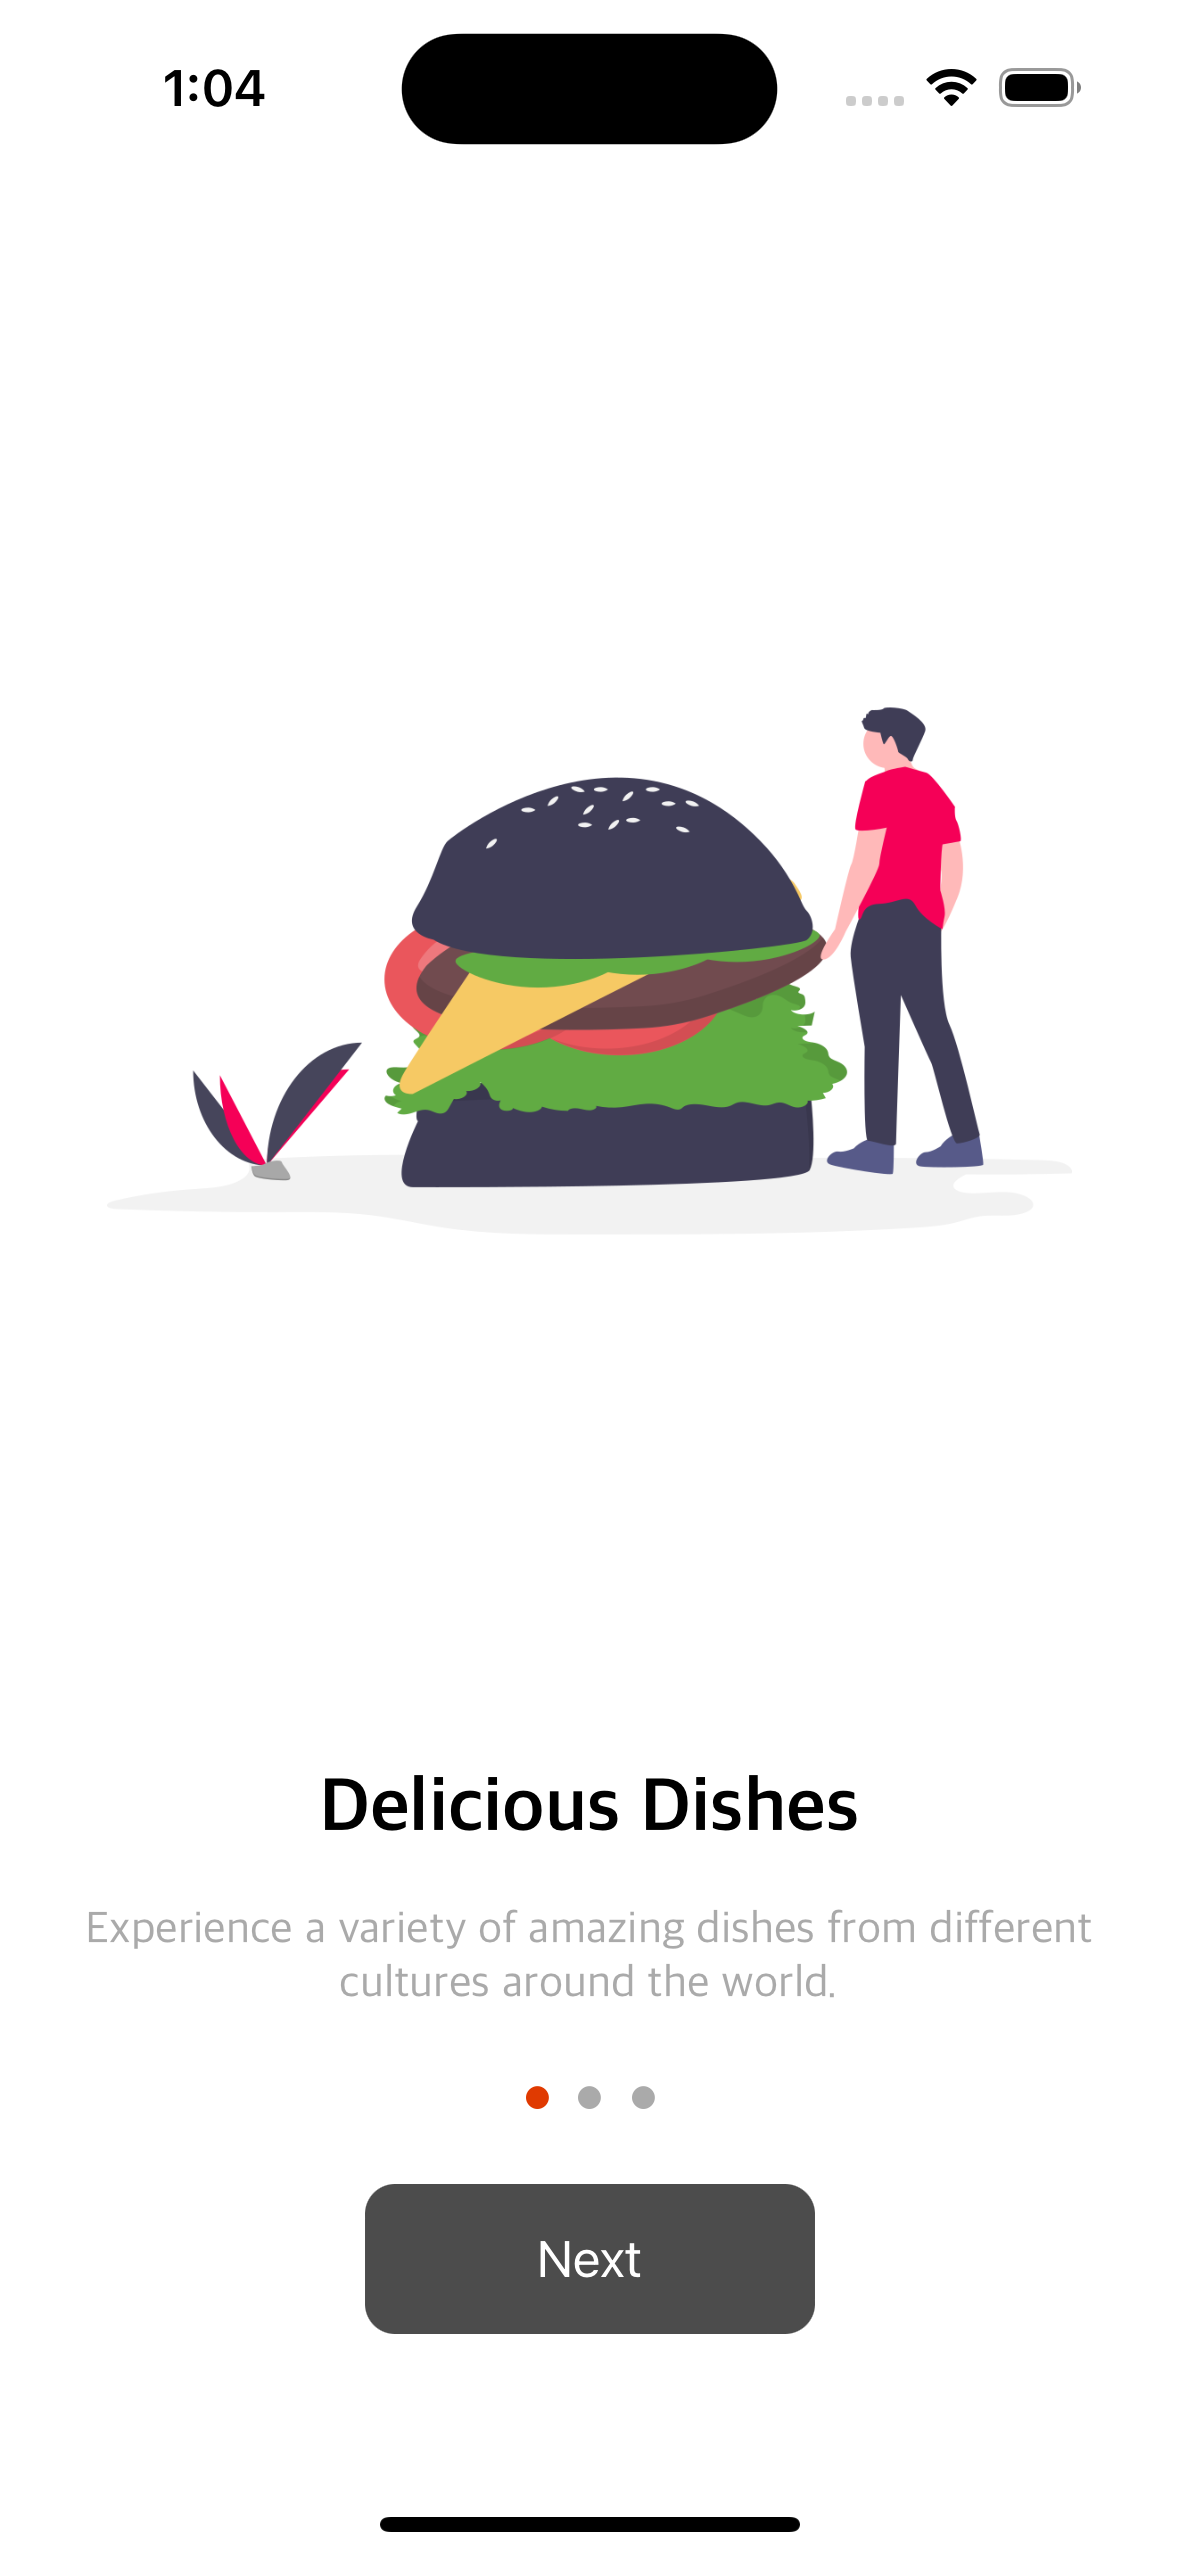 1:04
Delicious Dishes
Experience a variety of amazing dishes from different
cultures around the world.
Next